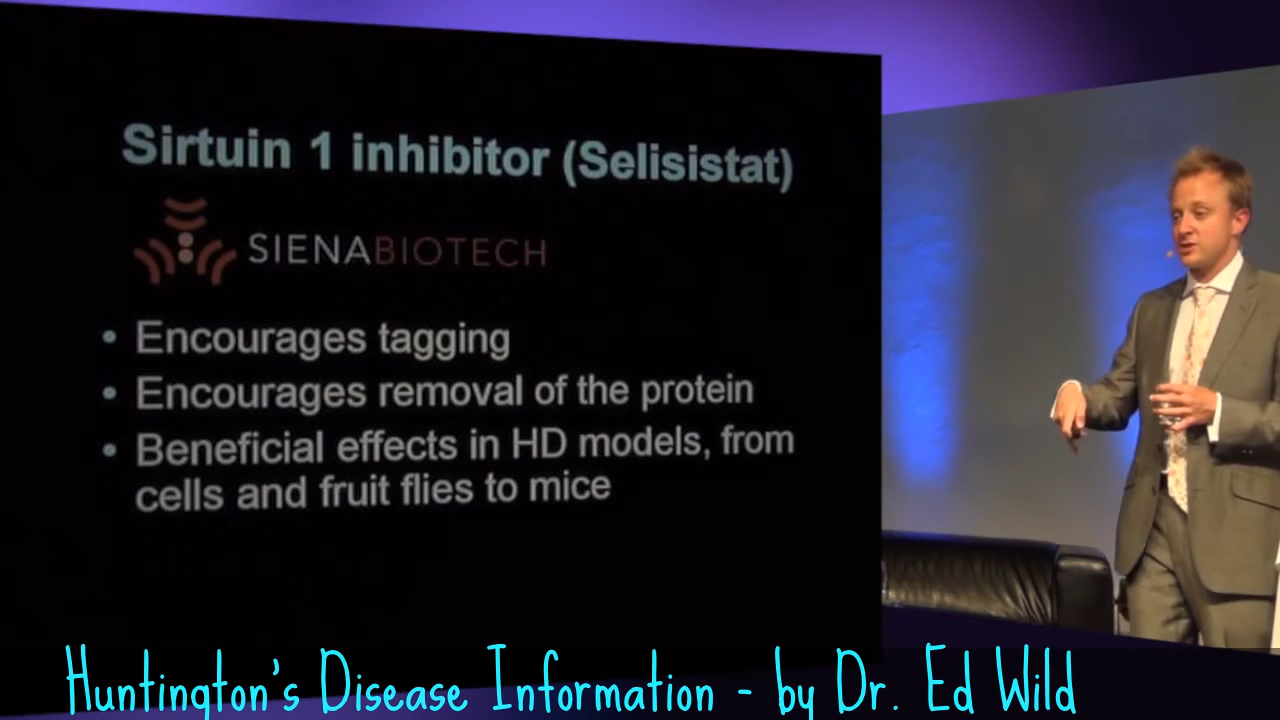 Sirtuin 1 inhibitor (Selisistat)
SIENABIOTECH
• Encourages tagging
• Encourages removal of the protein
• Beneficial effects in HD models, from
cells and fruit flies to mice
Huntington's Disease Information - by Dr. Ed Wild